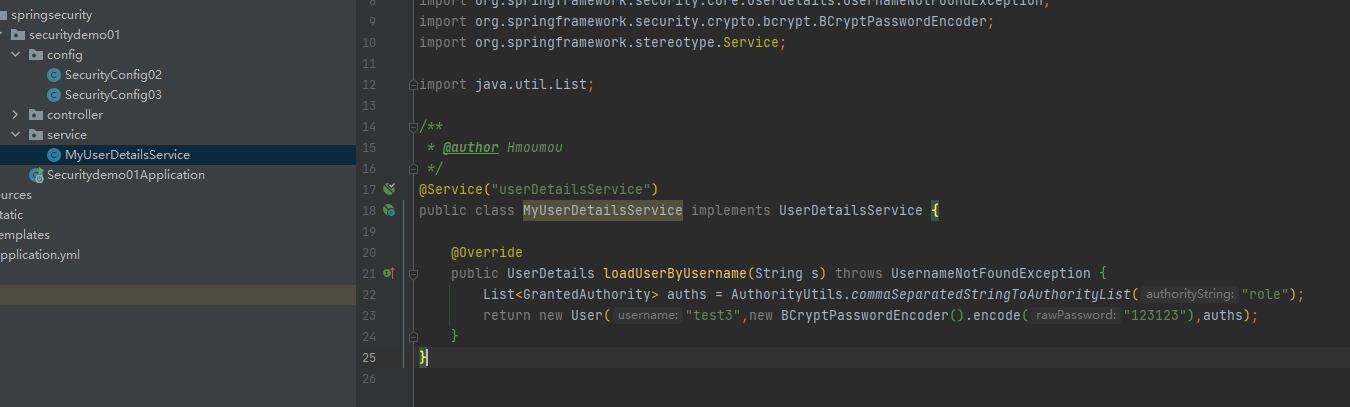 springsecurity
securitydemo01
config
SecurityConfig02
SecurityConfig03
controller
service
MyUserDetailsService
Securitydemo01Application
ources
tatic
emplates
pplication.yml
8 import org.springframework.security.core.userdetails.UsernameNotFoundException;
9 import org.springframework.security.crypto.bcrypt.BCryptPasswordEncoder;
10 import org.springframework.stereotype.Service;
11
12 import java.util.List;
13
14 /**
15 * @author Hmoumou
16 */
17 @Service("userDetailsService")
18 public class MyUserDetailsService implements UserDetailsService {
19
20 @Override
21 public UserDetails loadUserByUsername(String s) throws UsernameNotFoundException {
22 List<GrantedAuthority> auths = AuthorityUtils.commaSeparatedStringToAuthorityList( authorityString: "role");
23 return new User( username: "test3",new BCryptPasswordEncoder().encode( rawPassword: "123123"),auths);
24 }
25 }
26